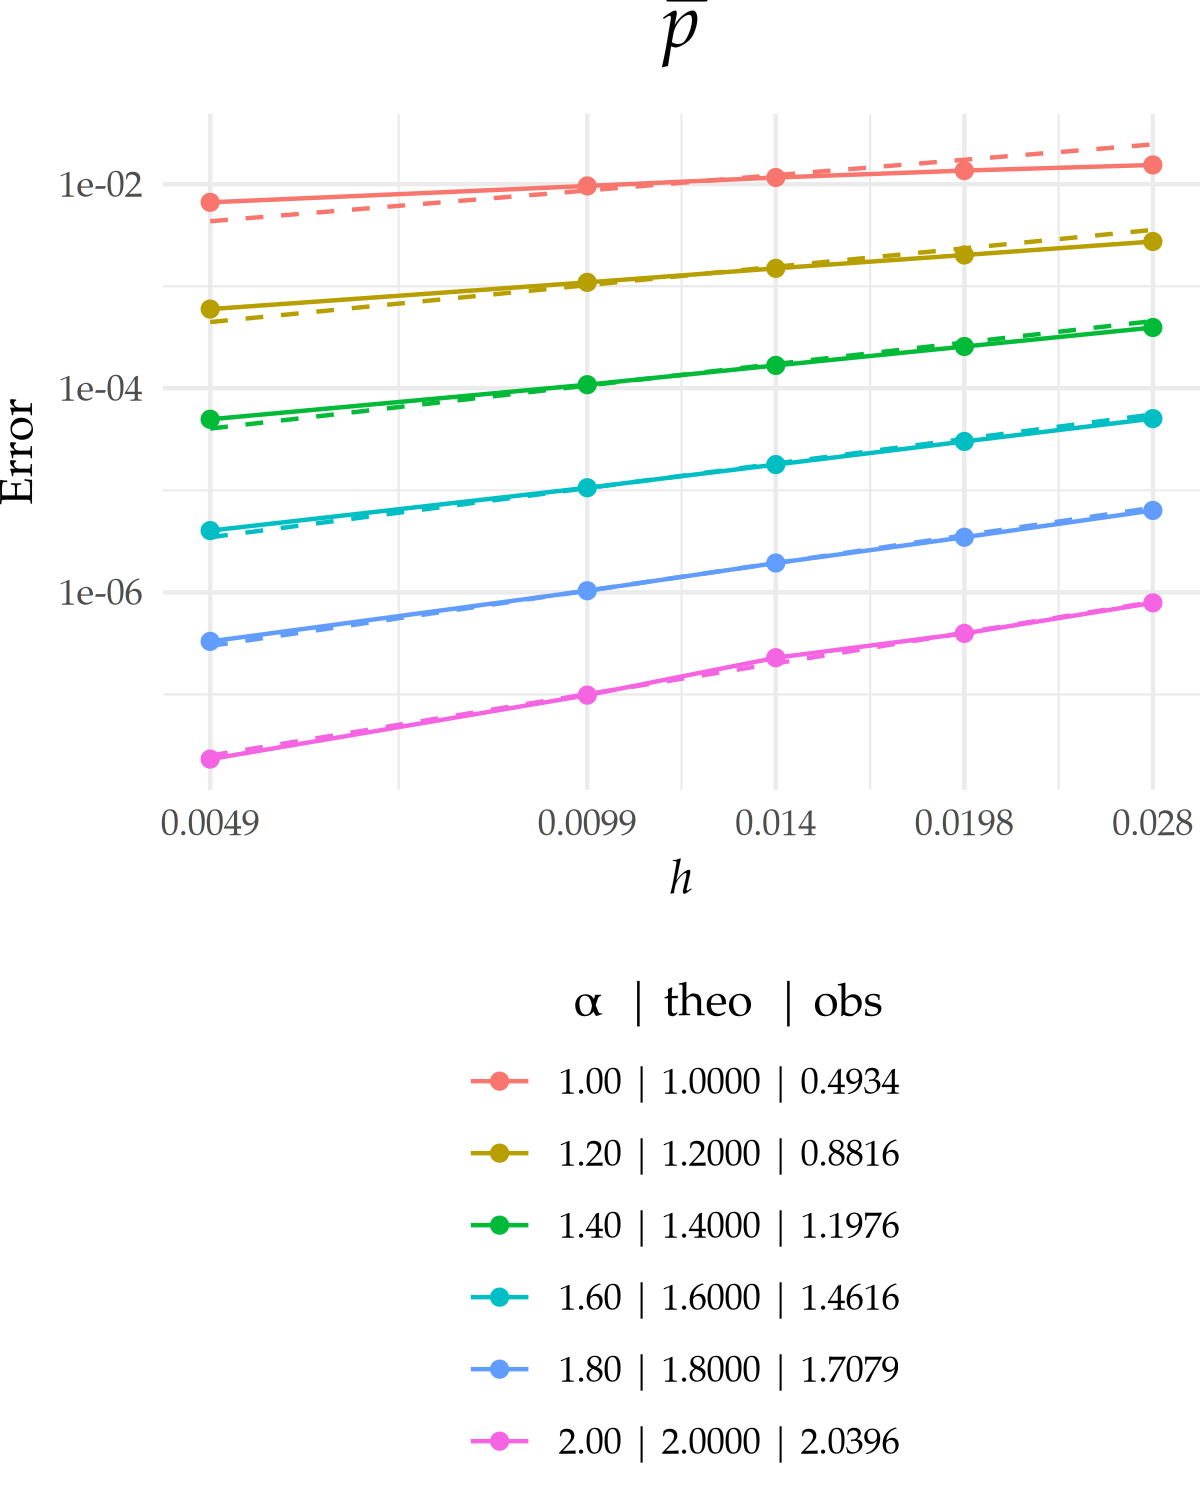 p̅
1e-02
1e-04
1e-06
Error
0.0049 0.0099 0.014 0.0198 0.028
h
α | theo | obs
1.00 | 1.0000 | 0.4934
1.20 | 1.2000 | 0.8816
1.40 | 1.4000 | 1.1976
1.60 | 1.6000 | 1.4616
1.80 | 1.8000 | 1.7079
2.00 | 2.0000 | 2.0396